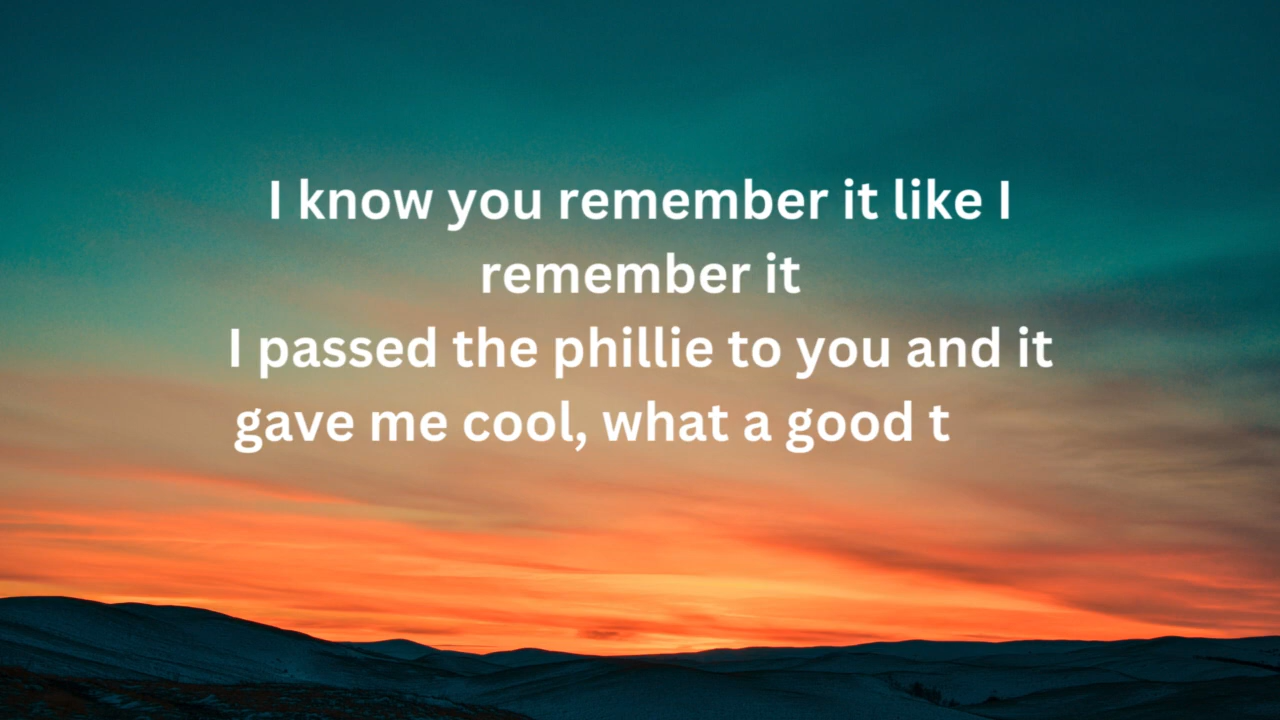 I know you remember it like I
remember it
I passed the phillie to you and it
gave me cool, what a good t